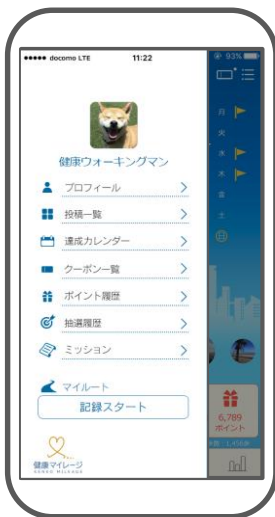 docomo LTE
11:22
93%
健康ウォーキングマン
プロフィール
投稿一覧
達成カレンダー
クーポン一覧
ポイント履歴
抽選履歴
ミッション
マイルート
記録スタート
健康マイレージ
KENKO MILEAGE
月
火
水
木
金
土
日
6,789
ポイント